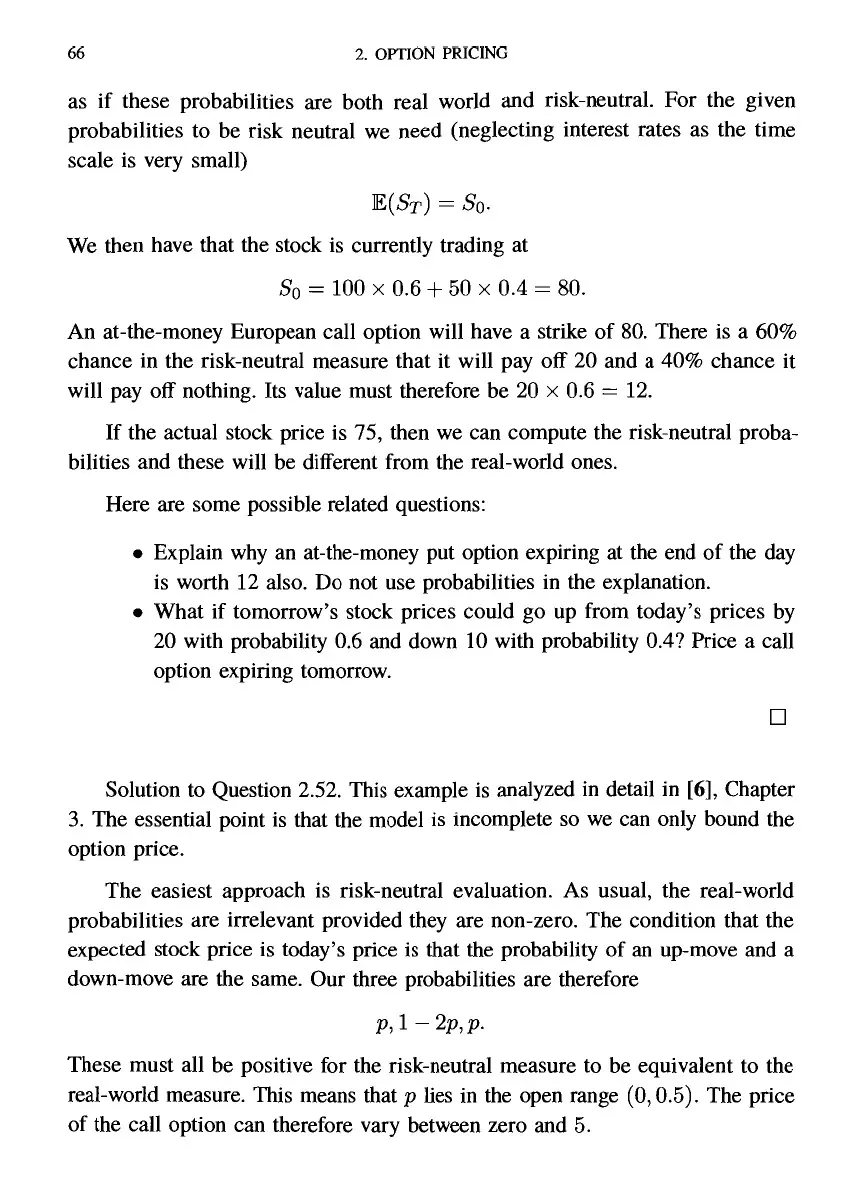 66 2. OPTION PRICING
as if these probabilities are both real world and risk-neutral. For the given
probabilities to be risk neutral we need (neglecting interest rates as the time
scale is very small)
𝔼(S_T) = S_0.
We then have that the stock is currently trading at
S_0 = 100 × 0.6 + 50 × 0.4 = 80.
An at-the-money European call option will have a strike of 80. There is a 60%
chance in the risk-neutral measure that it will pay off 20 and a 40% chance it
will pay off nothing. Its value must therefore be 20 × 0.6 = 12.
If the actual stock price is 75, then we can compute the risk-neutral proba-
bilities and these will be different from the real-world ones.
Here are some possible related questions:
• Explain why an at-the-money put option expiring at the end of the day
is worth 12 also. Do not use probabilities in the explanation.
• What if tomorrow's stock prices could go up from today's prices by
20 with probability 0.6 and down 10 with probability 0.4? Price a call
option expiring tomorrow.
□
Solution to Question 2.52. This example is analyzed in detail in [6], Chapter
3. The essential point is that the model is incomplete so we can only bound the
option price.
The easiest approach is risk-neutral evaluation. As usual, the real-world
probabilities are irrelevant provided they are non-zero. The condition that the
expected stock price is today's price is that the probability of an up-move and a
down-move are the same. Our three probabilities are therefore
p, 1 − 2p, p.
These must all be positive for the risk-neutral measure to be equivalent to the
real-world measure. This means that p lies in the open range (0, 0.5). The price
of the call option can therefore vary between zero and 5.